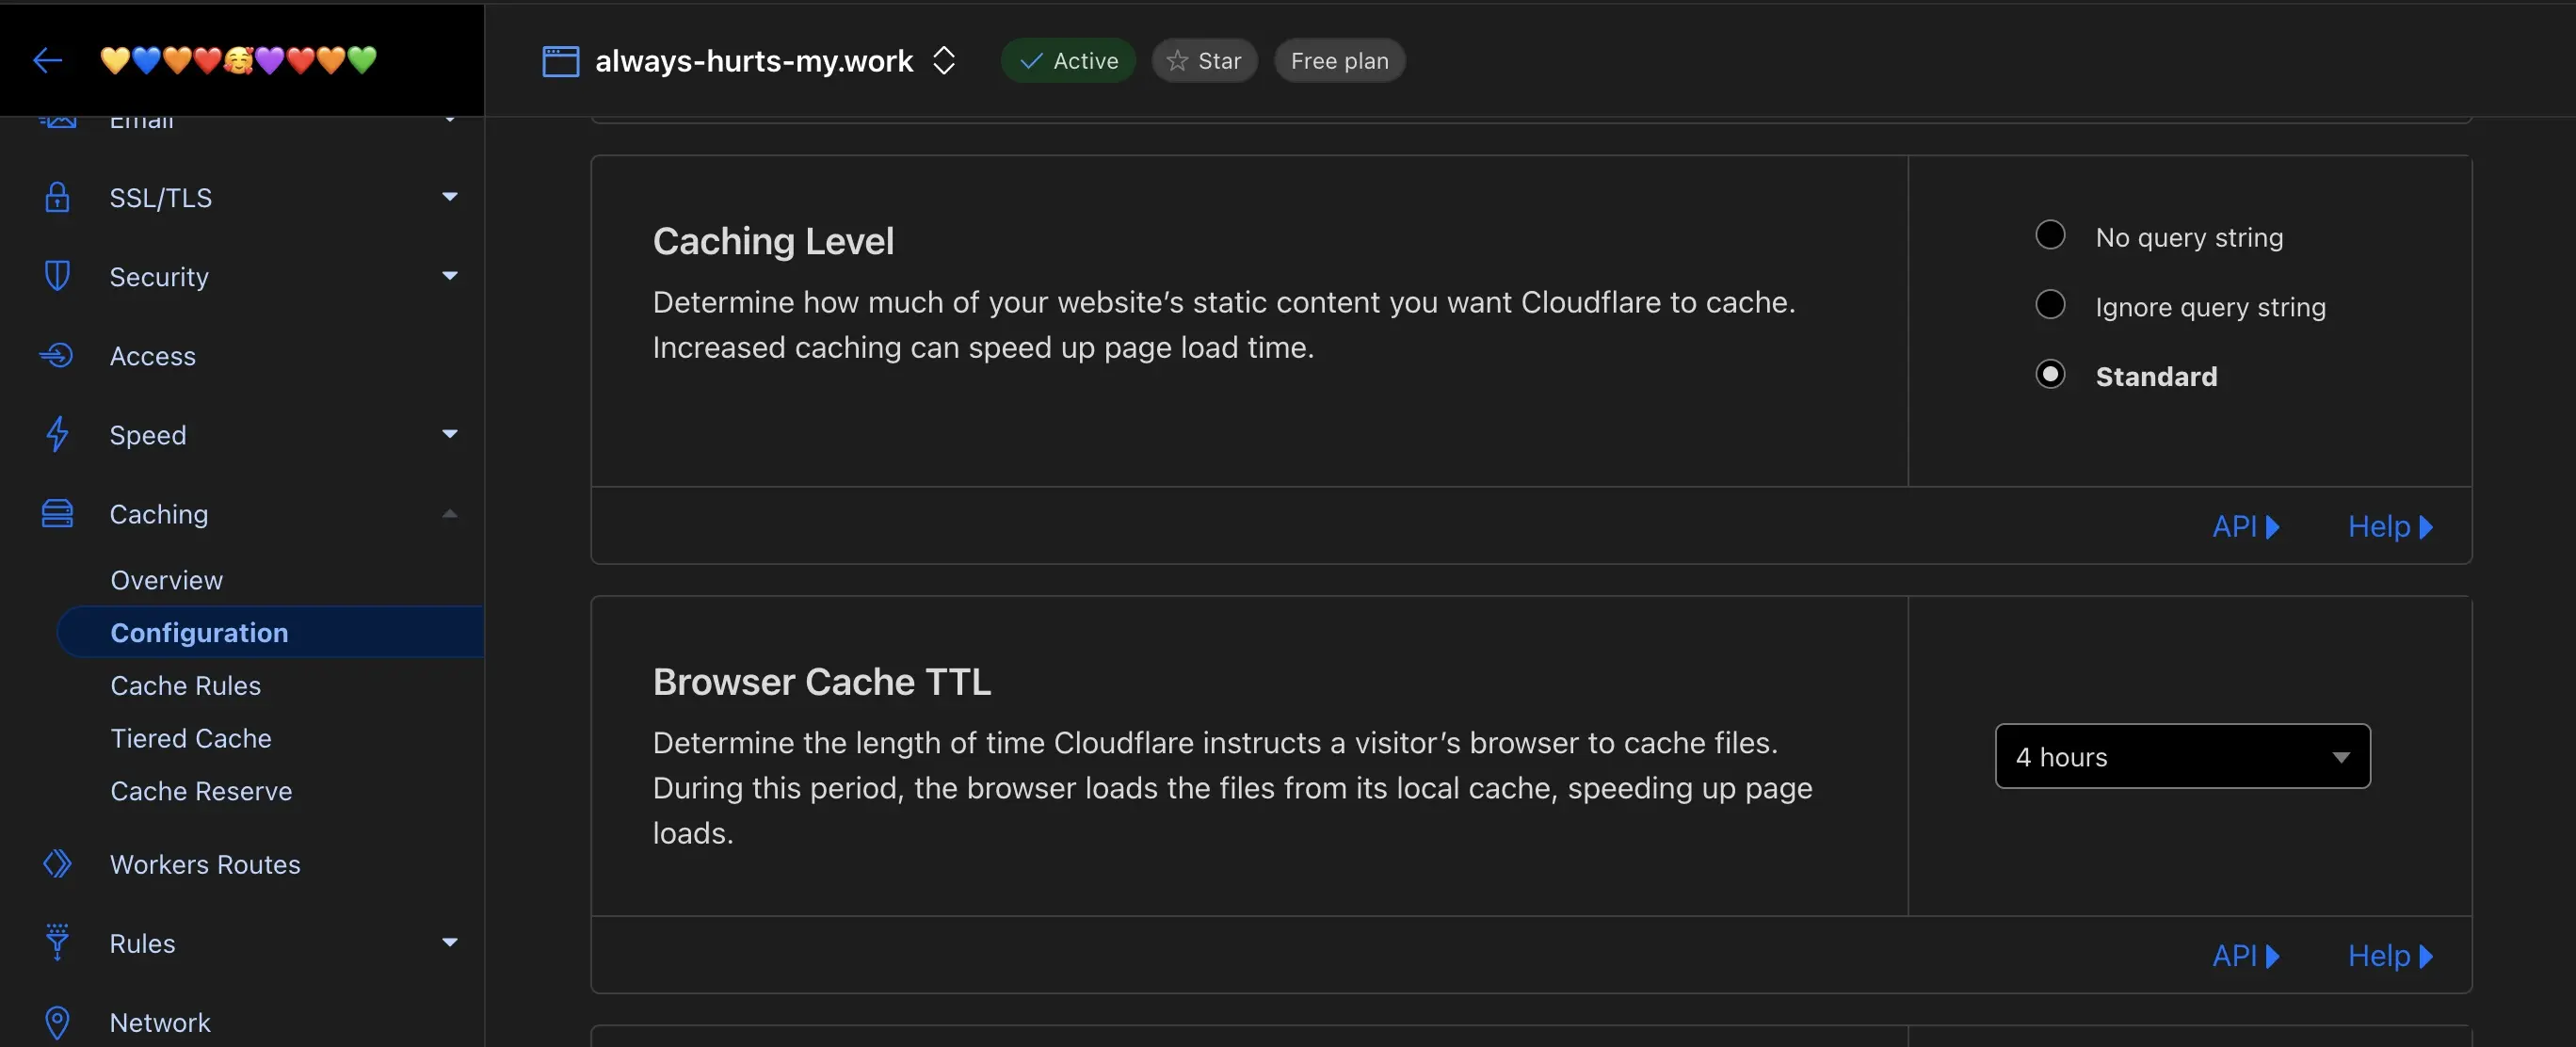 always-hurts-my.work
Active
Star
Free plan
Email
SSL/TLS
Security
Access
Speed
Caching
Overview
Configuration
Cache Rules
Tiered Cache
Cache Reserve
Workers Routes
Rules
Network
Caching Level
Determine how much of your website’s static content you want Cloudflare to cache.
Increased caching can speed up page load time.
No query string
Ignore query string
Standard
API
Help
Browser Cache TTL
Determine the length of time Cloudflare instructs a visitor’s browser to cache files.
During this period, the browser loads the files from its local cache, speeding up page
loads.
4 hours
API
Help